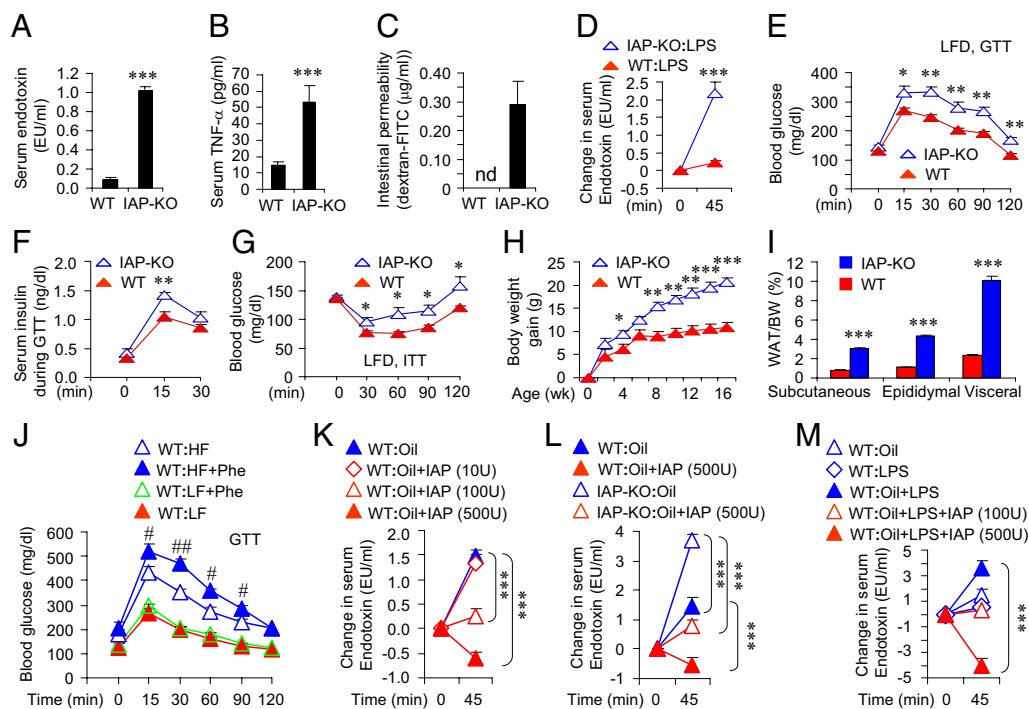 A
Serum endotoxin
(EU/ml)
1.2
1.0
0.8
0.6
0.4
0.2
0.0
***
WT IAP-KO
B
Serum TNF-α (pg/ml)
60
50
40
30
20
10
0
***
WT IAP-KO
C
Intestinal permeability
(dextran-FITC (μg/ml))
0.40
0.30
0.20
0.10
0
nd
WT IAP-KO
D
IAP-KO:LPS
WT:LPS
Change in serum
Endotoxin (EU/ml)
2.5
2.0
1.5
1.0
0.5
0
-0.5
***
(min) 0 45
E
LFD, GTT
Blood glucose
(mg/dl)
400
300
200
100
0
* ** ** ** **
IAP-KO
WT
(min) 0 15 30 60 90 120
F
IAP-KO
WT
Serum insulin
during GTT (ng/dl)
2.0
1.5
1.0
0.5
0.0
**
(min) 0 15 30
G
IAP-KO
WT
Blood glucose
(mg/dl)
200
150
100
50
0
* * * *
LFD, ITT
(min) 0 30 60 90 120
H
IAP-KO
WT
Body weight
gain (g)
25
20
15
10
5
0
* ** ** ** *** ***
Age (wk) 0 4 8 12 16
I
IAP-KO
WT
WAT/BW (%)
12
10
8
6
4
2
0
*** *** ***
Subcutaneous Epididymal Visceral
J
WT:HF
WT:HF+Phe
WT:LF+Phe
WT:LF
GTT
Blood glucose (mg/dl)
600
500
400
300
200
100
0
# ## # #
Time (min) 0 15 30 60 90 120
K
WT:Oil
WT:Oil+IAP (10U)
WT:Oil+IAP (100U)
WT:Oil+IAP (500U)
Change in serum
Endotoxin (EU/ml)
2.0
1.5
1.0
0.5
0.0
-0.5
-1.0
***
***
Time (min) 0 45
L
WT:Oil
WT:Oil+IAP (500U)
IAP-KO:Oil
IAP-KO:Oil+IAP (500U)
Change in serum
Endotoxin (EU/ml)
4
3
2
1
0
-1
***
***
***
Time (min) 0 45
M
WT:Oil
WT:LPS
WT:Oil+LPS
WT:Oil+LPS+IAP (100U)
WT:Oil+LPS+IAP (500U)
Change in serum
Endotoxin (EU/ml)
5
3
1
-1
-3
-5
***
Time (min) 0 45